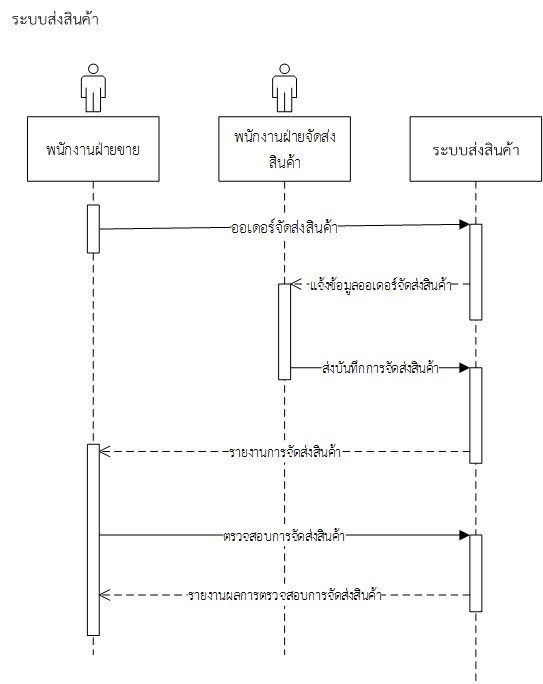 ระบบส่งสินค้า
พนักงานฝ่ายขาย
พนักงานฝ่ายจัดส่ง
สินค้า
ระบบส่งสินค้า
ออเดอร์จัดส่งสินค้า
แจ้งข้อมูลออเดอร์จัดส่งสินค้า
ส่งบันทึกการจัดส่งสินค้า
รายงานการจัดส่งสินค้า
ตรวจสอบการจัดส่งสินค้า
รายงานผลการตรวจสอบการจัดส่งสินค้า